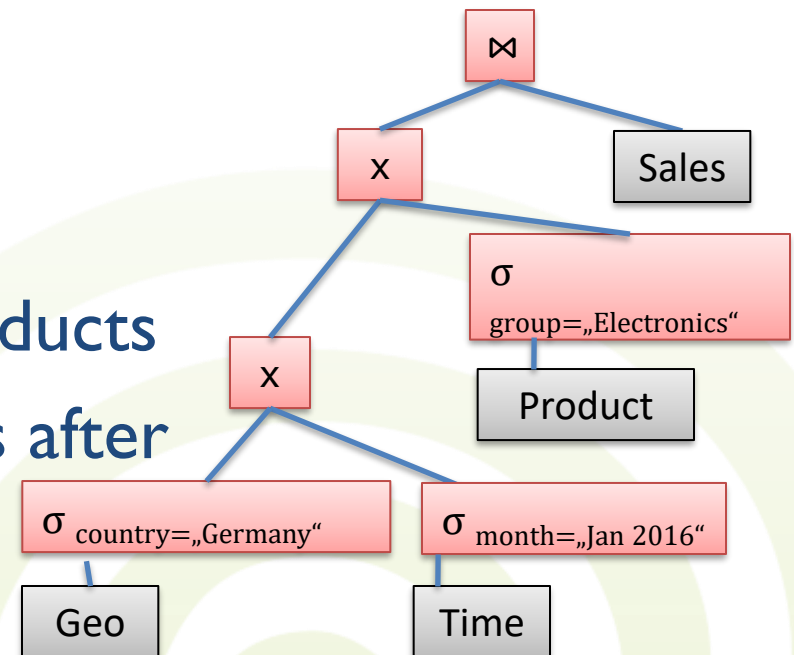 ⋈
x
Sales
σ
group=„Electronics“
ducts
x
Product
s after
σ country=„Germany“
σ month=„Jan 2016“
Geo
Time